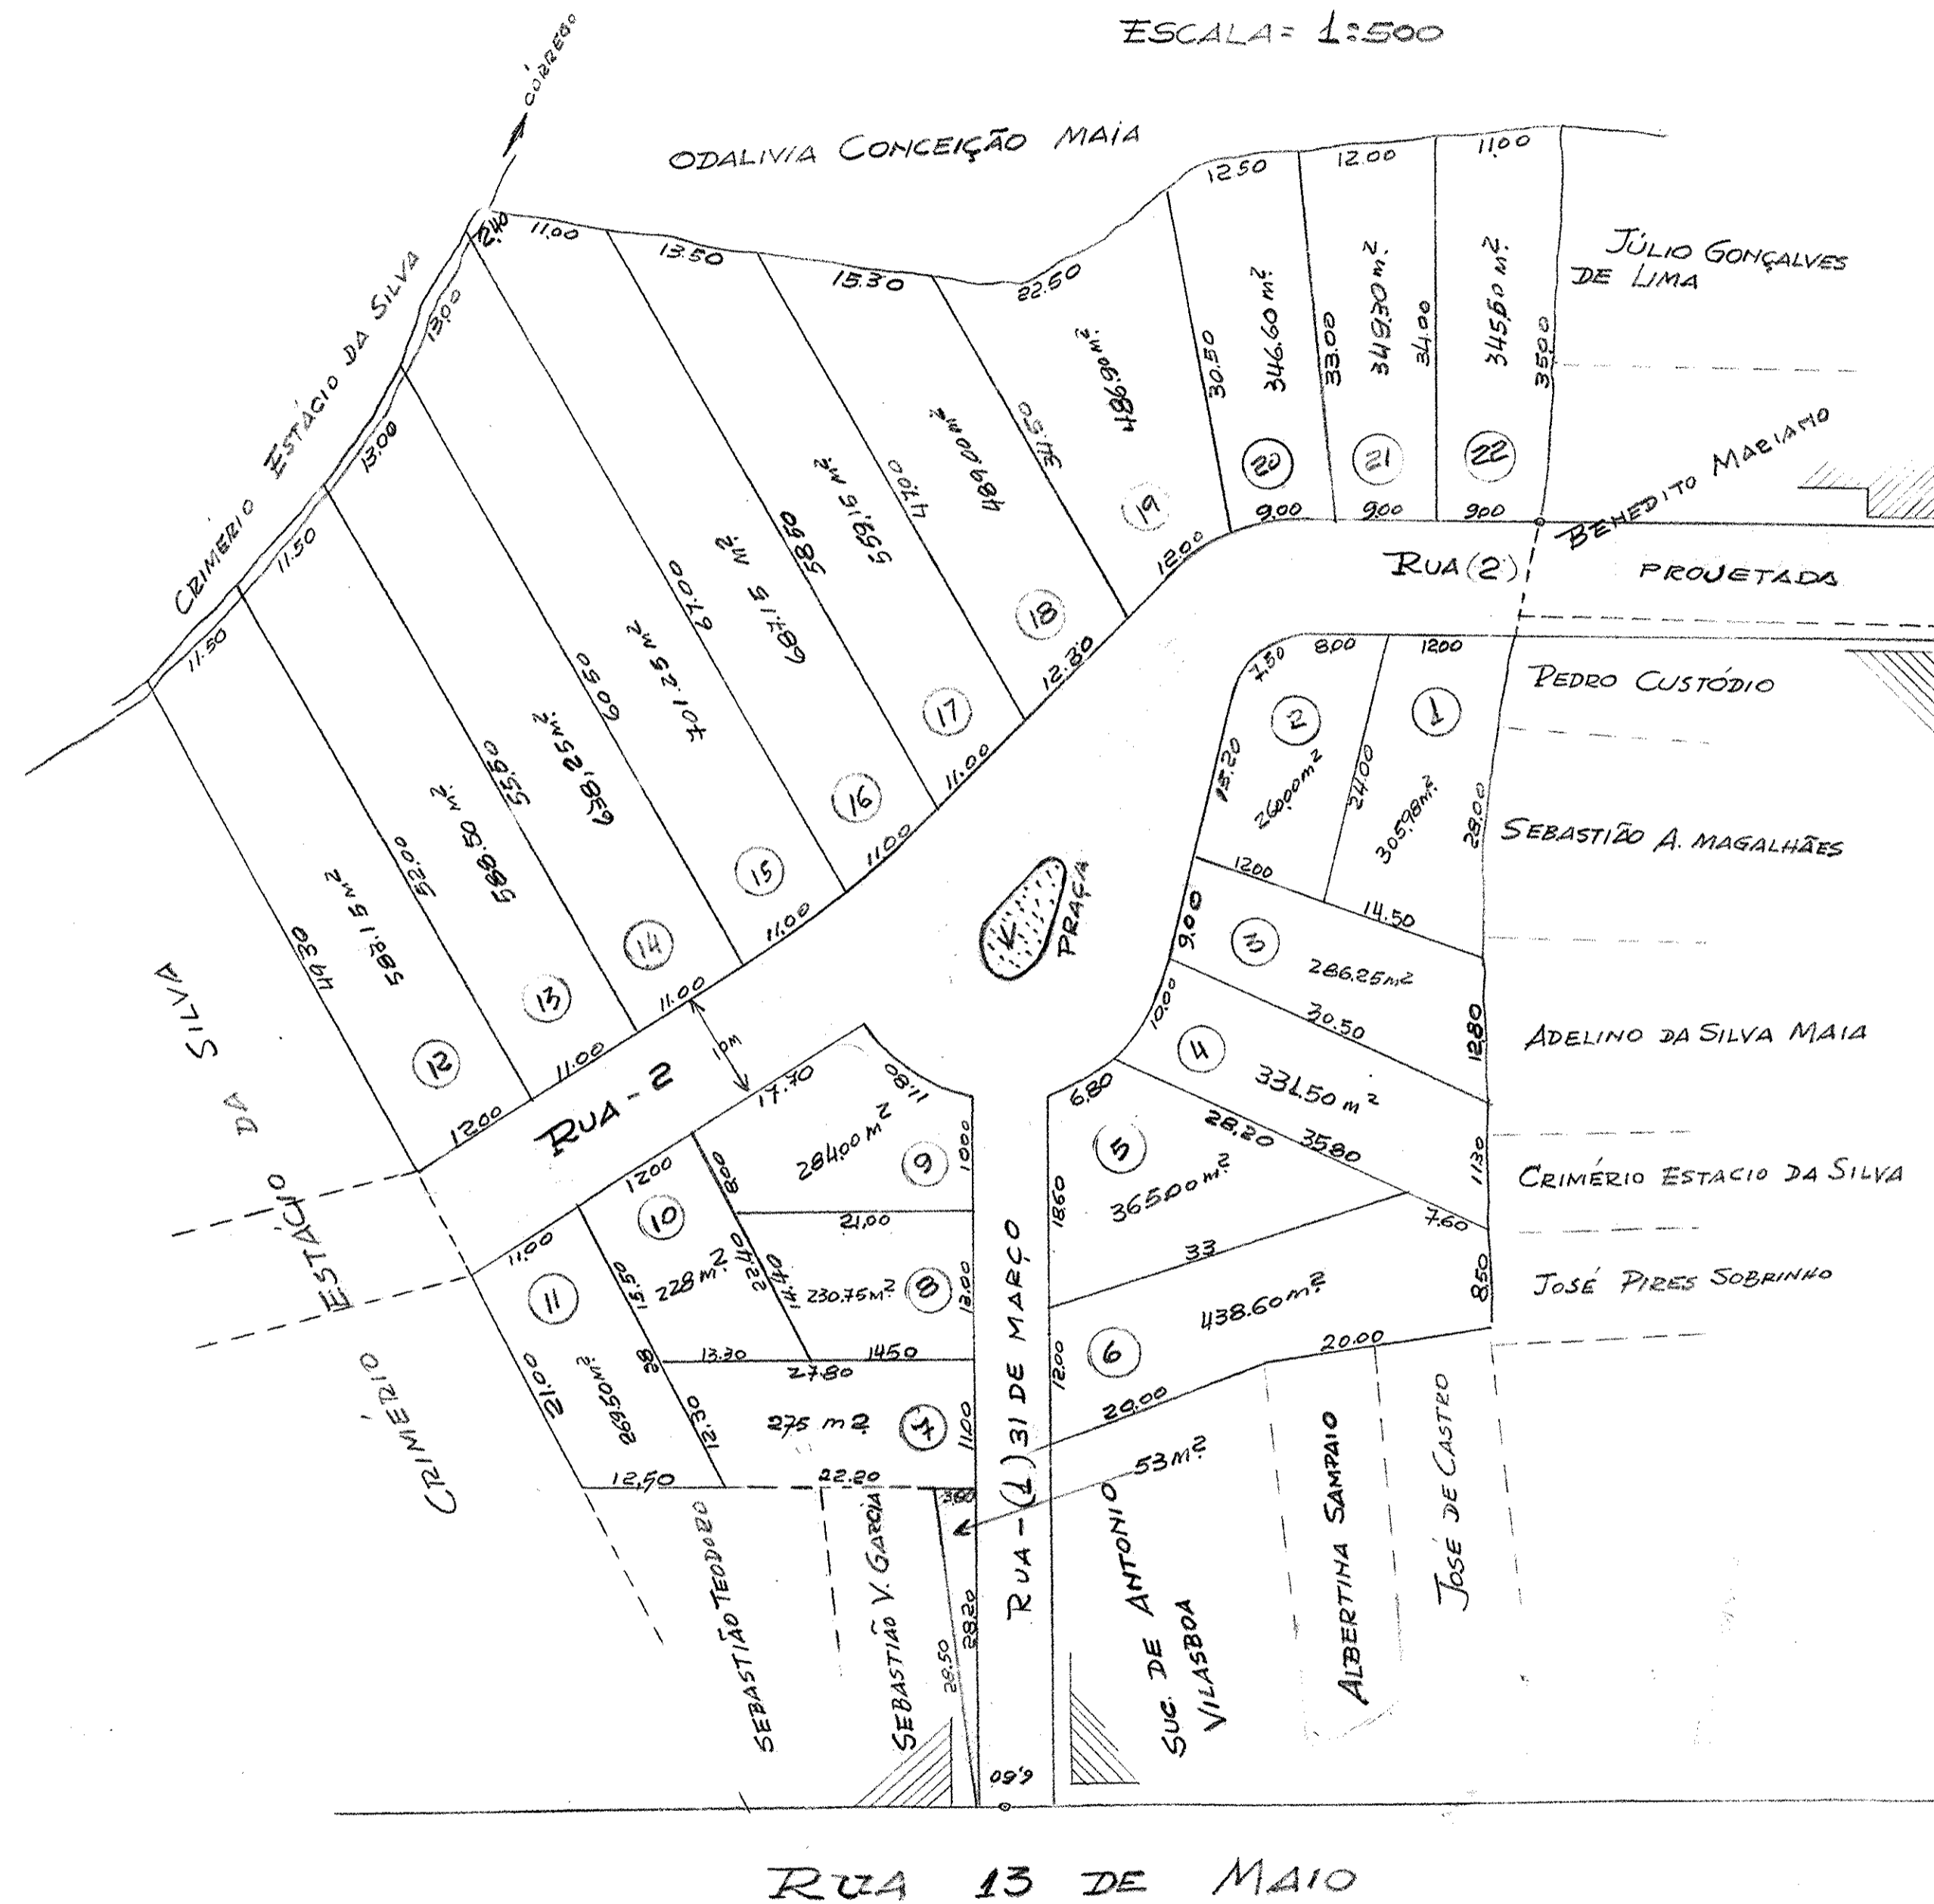 ESCALA = 1:500
CÓRREGO
ODALIVIA CONCEIÇÃO MAIA
CRIMÉRIO ESTÁCIO DA SILVA
JÚLIO GONÇALVES
DE LIMA
BENEDITO MARIANO
RUA (2) PROJETADA
PEDRO CUSTÓDIO
SEBASTIÃO A. MAGALHÃES
ADELINO DA SILVA MAIA
CRIMÉRIO ESTACIO DA SILVA
JOSÉ PIRES SOBRINHO
2.40
11.00
13.50
15.30
22.50
12.50
12.00
11.00
13.00
13.00
11.50
11.50
49.30
587.15 m²
12
12.00
52.00
588.50 m²
13
11.00
55.50
638,25 m²
14
11.00
60.50
701.25 m²
15
11.00
67.00
687.15 m²
16
11.00
58.50
559,15 m²
17
11.00
47.00
489,00 m²
18
12.80
34.50
486.90 m²
19
12.00
30.50
346.60 m²
20
9.00
33.00
349.30 m²
21
9.00
34.00
345,50 m²
22
9.00
35.00
7.50
8.00
12.00
2
1
15.20
260.00 m²
24.00
305,98 m²
28.00
12.00
14.50
9.00
3
286.25 m²
30.50
12.80
10.00
4
331.50 m²
28.20
35.80
11.30
6.80
5
365.00 m²
18.60
7.60
33
8.50
438.60 m²
6
12.00
20.00
20.00
PRAÇA
10M
RUA - 2
17.70
11.80
284.00 m²
9
10.00
8.00
21.00
12.00
10
228 m²
15.50
22.40
14.40
230.75 m²
8
13.00
11.00
11
269.50 m²
21.00
28
13.30
14.50
27.80
12.30
275 m²
7
11.00
12.50
22.20
3.80
53 m²
28.20
28.50
6.60
RUA - (1) 31 DE MARÇO
CRIMÉRIO ESTÁCIO DA SILVA
SEBASTIÃO TEODORO
SEBASTIÃO V. GARCIA
SUC. DE ANTONIO
VILASBOA
ALBERTINA SAMPAIO
JOSÉ DE CASTRO
RUA 13 DE MAIO